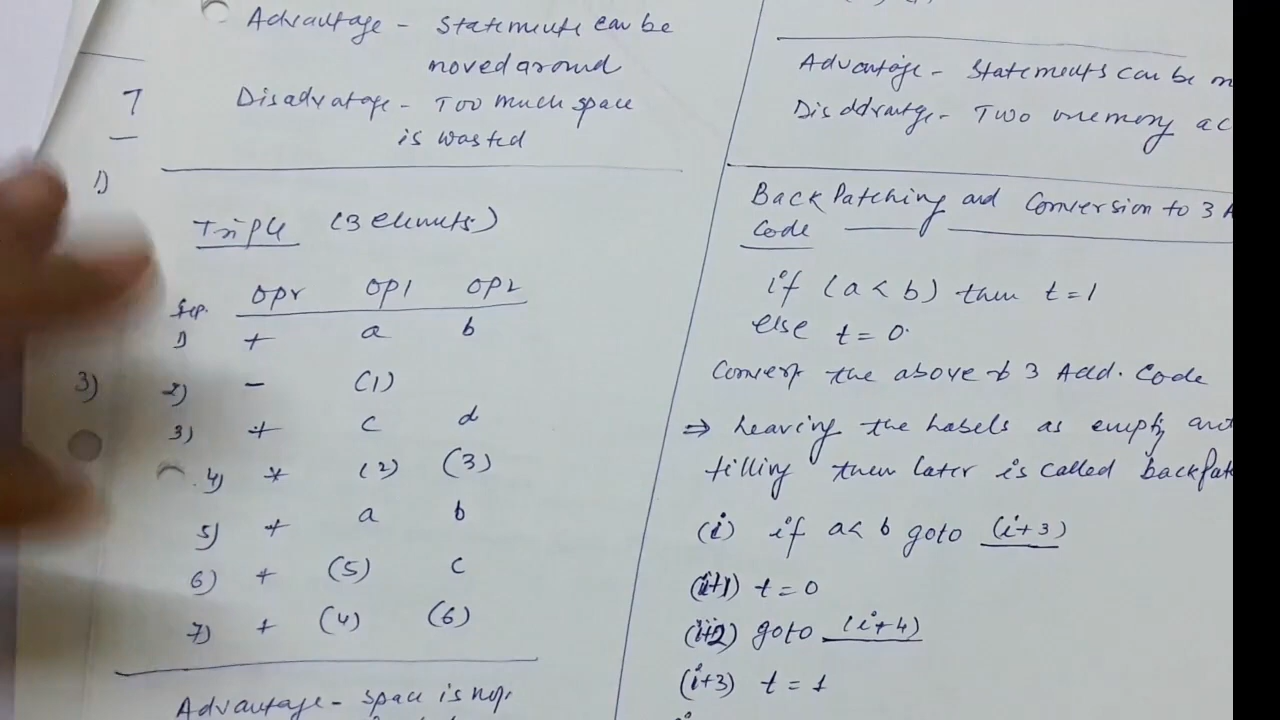 Advantage - Statements can be
moved around
Disadvatage - Too much space
is wasted
7
1)
3)
Triple (3 elements)
opr op1 op2
1) + a b
2) - (1)
3) + c d
4) * (2) (3)
5) + a b
6) + (5) c
7) + (4) (6)
Advantage - Space is not
Advantage - Statements can be m
Disddvantge - Two memory ac
Back Patching and Conversion to 3 A
Code
if (a < b) then t = 1
else t = 0
Convert the above to 3 Add. Code
⇒ Leaving the labels as empty and
filling them later is called backpat
(i) if a < b goto (i+3)
(i+1) t = 0
(i+2) goto (i+4)
(i+3) t = 1